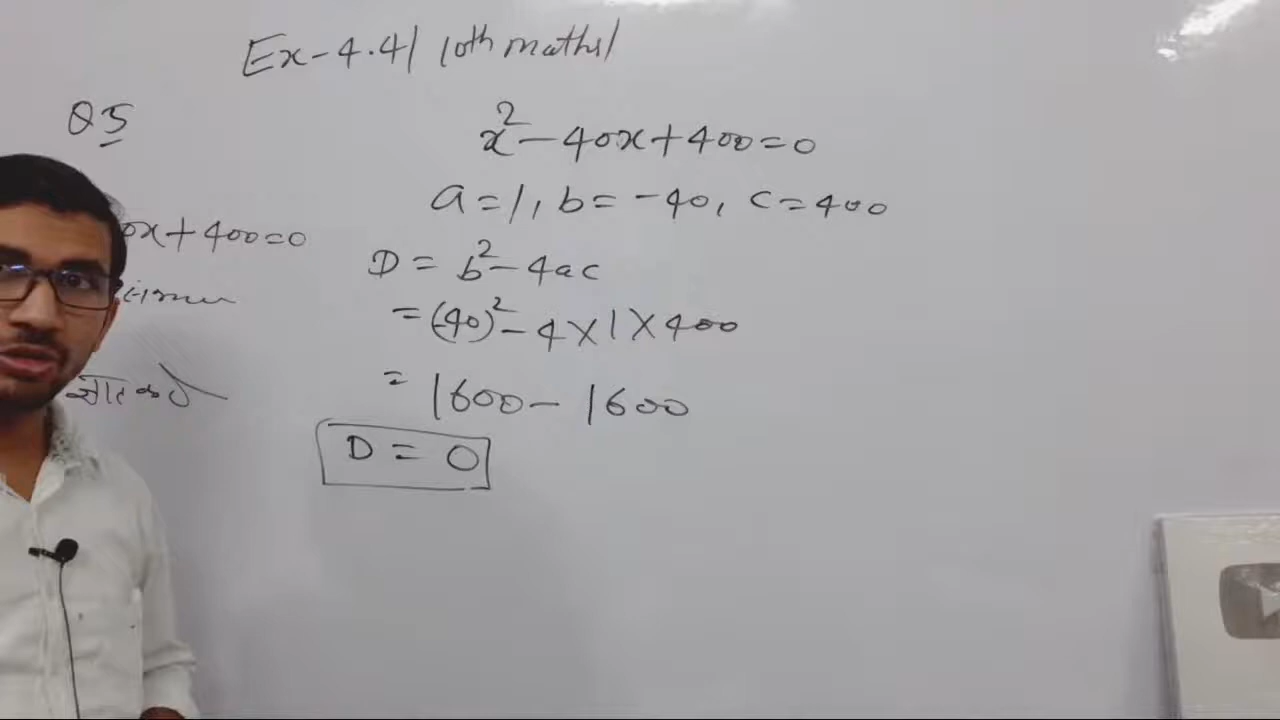 Ex-4.4/ 10th maths/
Q5
0x+400=0
x²-40x+400=0
a=1, b=-40, c=400
D = b²-4ac
= (-40)²-4×1×400
= 1600-1600
D = 0